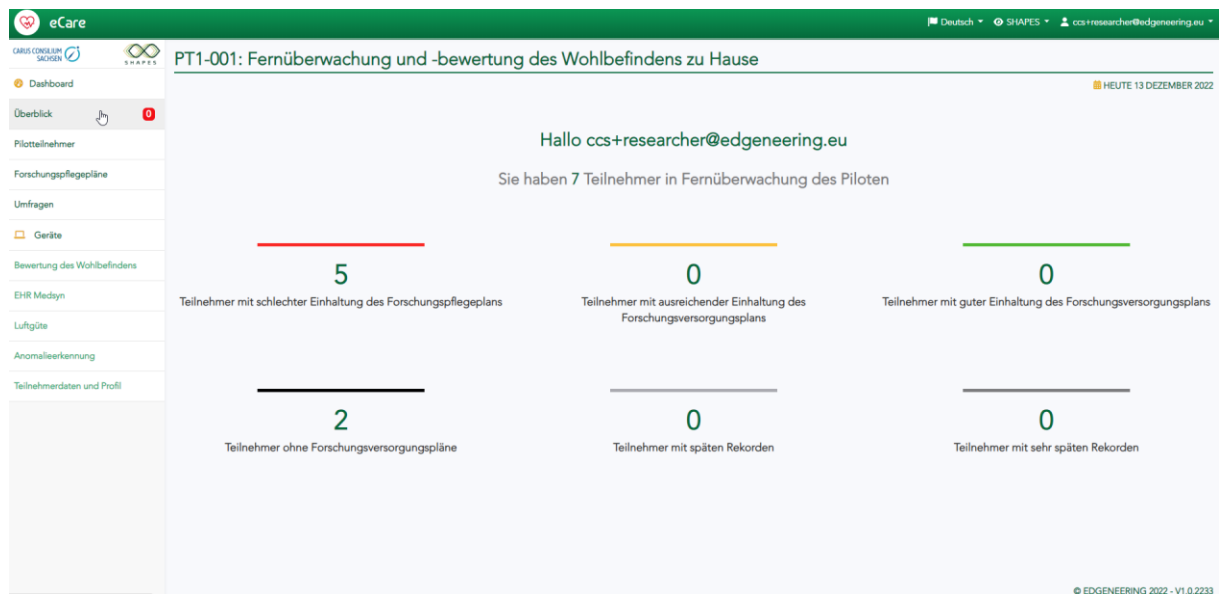 eCare
Deutsch
SHAPES
ccs+researcher@edgeneering.eu
CARUS CONSILIUM
SACHSEN
SHAPES
PT1-001: Fernüberwachung und -bewertung des Wohlbefindens zu Hause
HEUTE 13 DEZEMBER 2022
Dashboard
Überblick
0
Pilotteilnehmer
Forschungspflegepläne
Umfragen
Geräte
Bewertung des Wohlbefindens
EHR Medsyn
Luftgüte
Anomalieerkennung
Teilnehmerdaten und Profil
Hallo ccs+researcher@edgeneering.eu
Sie haben 7 Teilnehmer in Fernüberwachung des Piloten
5
Teilnehmer mit schlechter Einhaltung des Forschungspflegeplans
0
Teilnehmer mit ausreichender Einhaltung des
Forschungsversorgungsplans
0
Teilnehmer mit guter Einhaltung des Forschungsversorgungsplans
2
Teilnehmer ohne Forschungsversorgungspläne
0
Teilnehmer mit späten Rekorden
0
Teilnehmer mit sehr späten Rekorden
© EDGENEERING 2022 - V1.0.2233